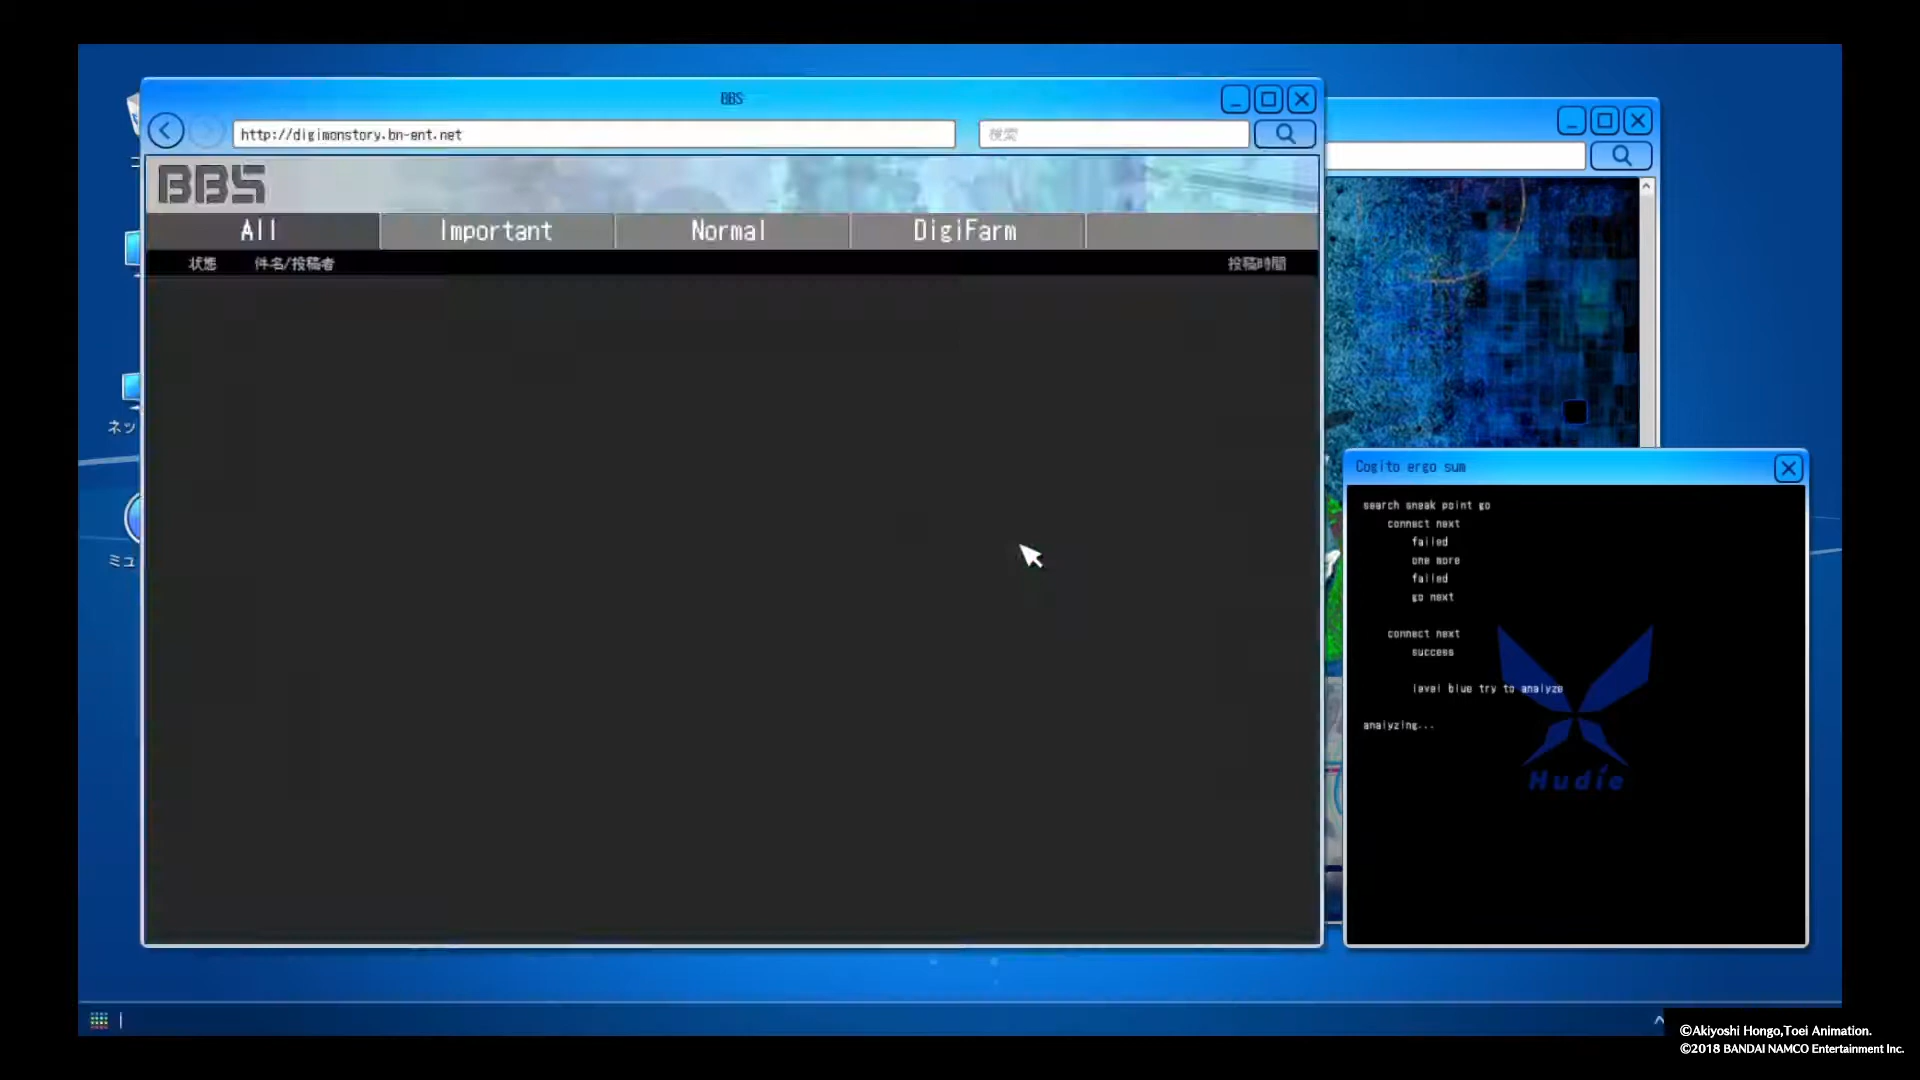 BBS
http://digimonstory.bn-ent.net
検索
BBS
All Important Normal DigiFarm
状態 件名/投稿者 投稿時間
ネッ
ミュ
Cogito ergo sum
search sneak point go
connect next
failed
one more
failed
go next
connect next
success
level blue try to analyze
analyzing...
Hudie
©Akiyoshi Hongo,Toei Animation.
©2018 BANDAI NAMCO Entertainment Inc.